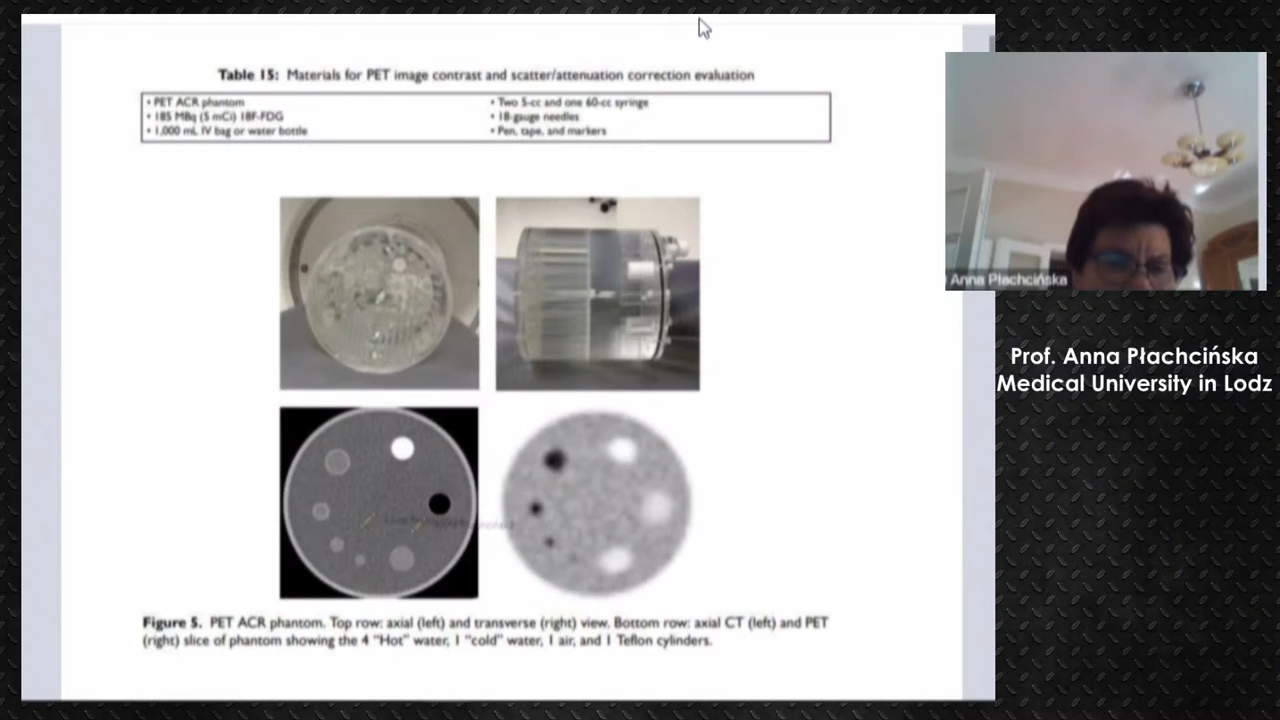 Table 15: Materials for PET image contrast and scatter/attenuation correction evaluation
• PET ACR phantom
• 185 MBq (5 mCi) 18F-FDG
• 1,000 mL IV bag or water bottle
• Two 5-cc and one 60-cc syringe
• 18-gauge needles
• Pen, tape, and markers
Figure 5. PET ACR phantom. Top row: axial (left) and transverse (right) view. Bottom row: axial CT (left) and PET
(right) slice of phantom showing the 4 "Hot" water, 1 "cold" water, 1 air, and 1 Teflon cylinders.
Anna Płachcińska
Prof. Anna Płachcińska
Medical University in Lodz